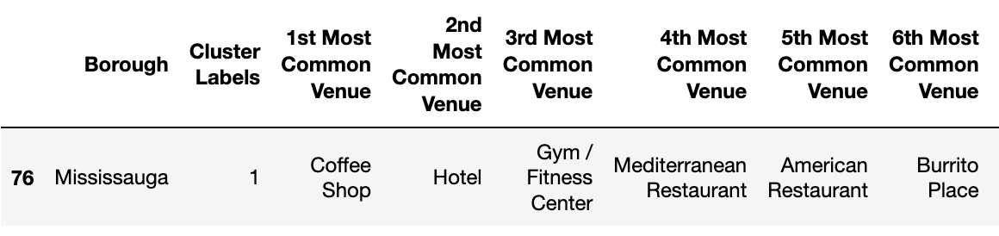 Borough
Cluster
Labels
1st Most
Common
Venue
2nd
Most
Common
Venue
3rd Most
Common
Venue
4th Most
Common
Venue
5th Most
Common
Venue
6th Most
Common
Venue
76
Mississauga
1
Coffee
Shop
Hotel
Gym /
Fitness
Center
Mediterranean
Restaurant
American
Restaurant
Burrito
Place